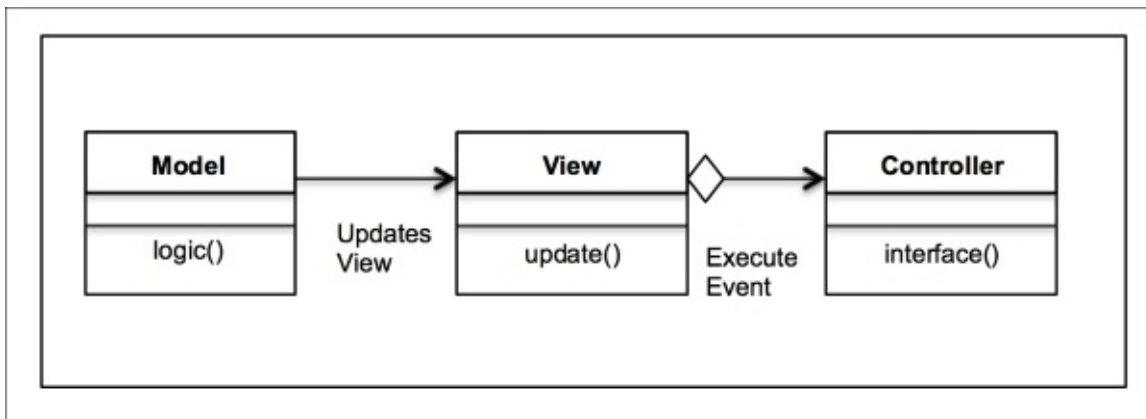 Model
logic()
Updates
View
View
update()
Execute
Event
Controller
interface()